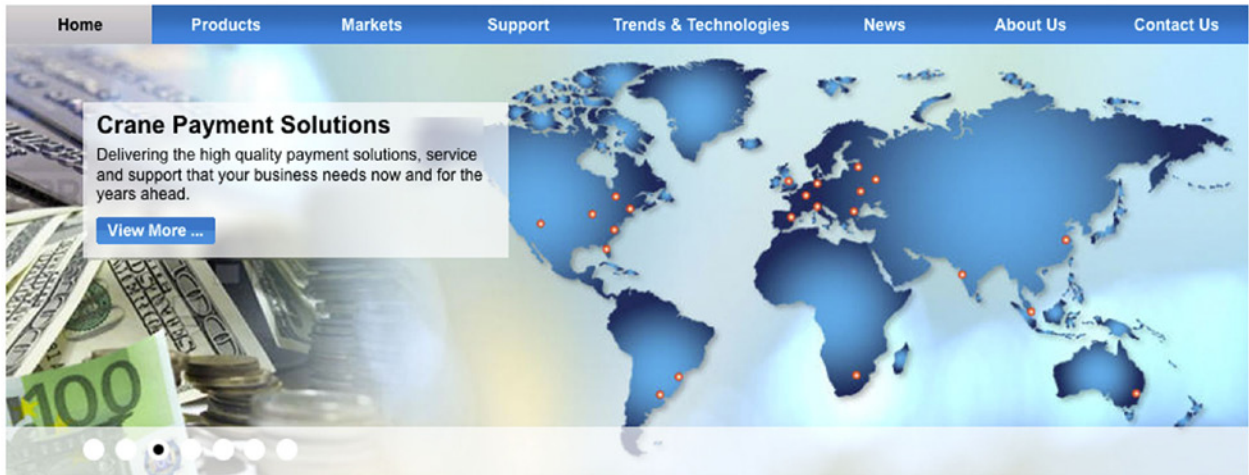 Home Products Markets Support Trends & Technologies News About Us Contact Us
Crane Payment Solutions
Delivering the high quality payment solutions, service
and support that your business needs now and for the
years ahead.
View More ...
100